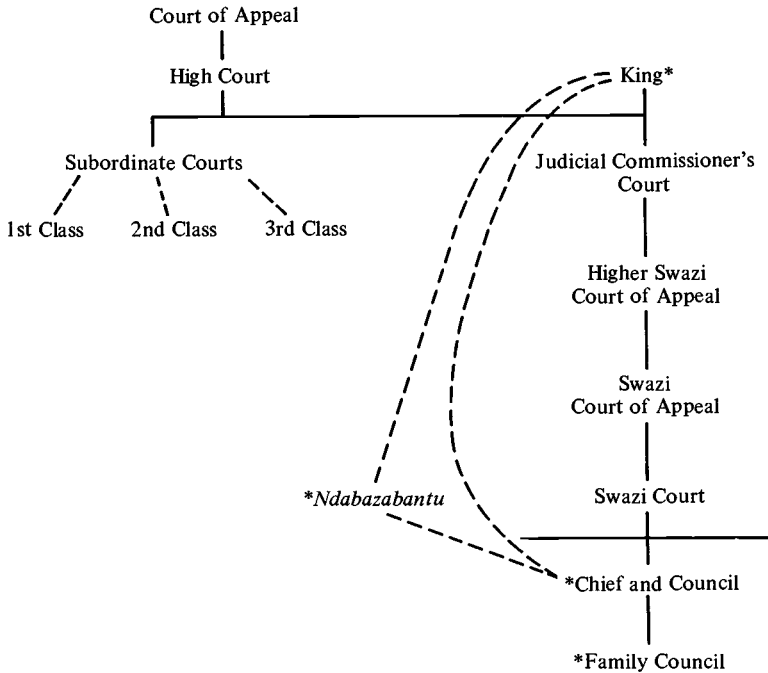 Court of Appeal
High Court
King*
Subordinate Courts
1st Class
2nd Class
3rd Class
Judicial Commissioner's
Court
Higher Swazi
Court of Appeal
Swazi
Court of Appeal
*Ndabazabantu
Swazi Court
*Chief and Council
*Family Council